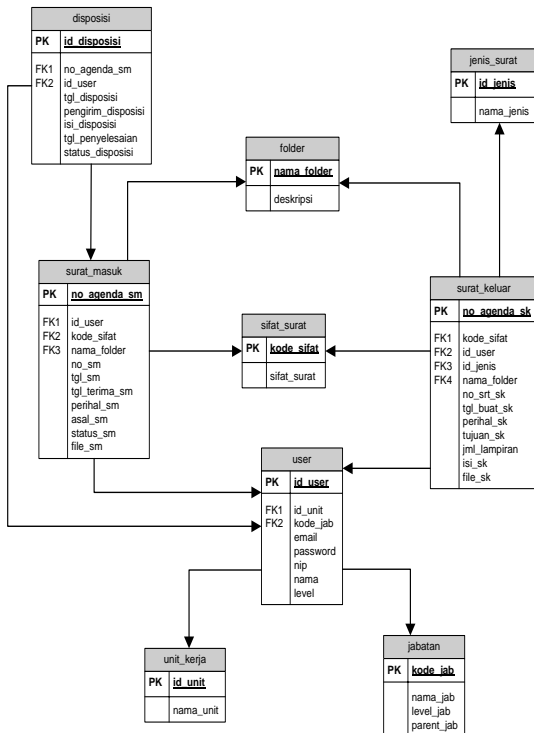 disposisi
PK id_disposisi
FK1 no_agenda_sm
FK2 id_user
tgl_disposisi
pengirim_disposisi
isi_disposisi
tgl_penyelesaian
status_disposisi
jenis_surat
PK id_jenis
nama_jenis
folder
PK nama_folder
deskripsi
surat_masuk
PK no_agenda_sm
FK1 id_user
FK2 kode_sifat
FK3 nama_folder
no_sm
tgl_sm
tgl_terima_sm
perihal_sm
asal_sm
status_sm
file_sm
sifat_surat
PK kode_sifat
sifat_surat
surat_keluar
PK no_agenda_sk
FK1 kode_sifat
FK2 id_user
FK3 id_jenis
FK4 nama_folder
no_srt_sk
tgl_buat_sk
perihal_sk
tujuan_sk
jml_lampiran
isi_sk
file_sk
user
PK id_user
FK1 id_unit
FK2 kode_jab
email
password
nip
nama
level
unit_kerja
PK id_unit
nama_unit
jabatan
PK kode_jab
nama_jab
level_jab
parent_jab